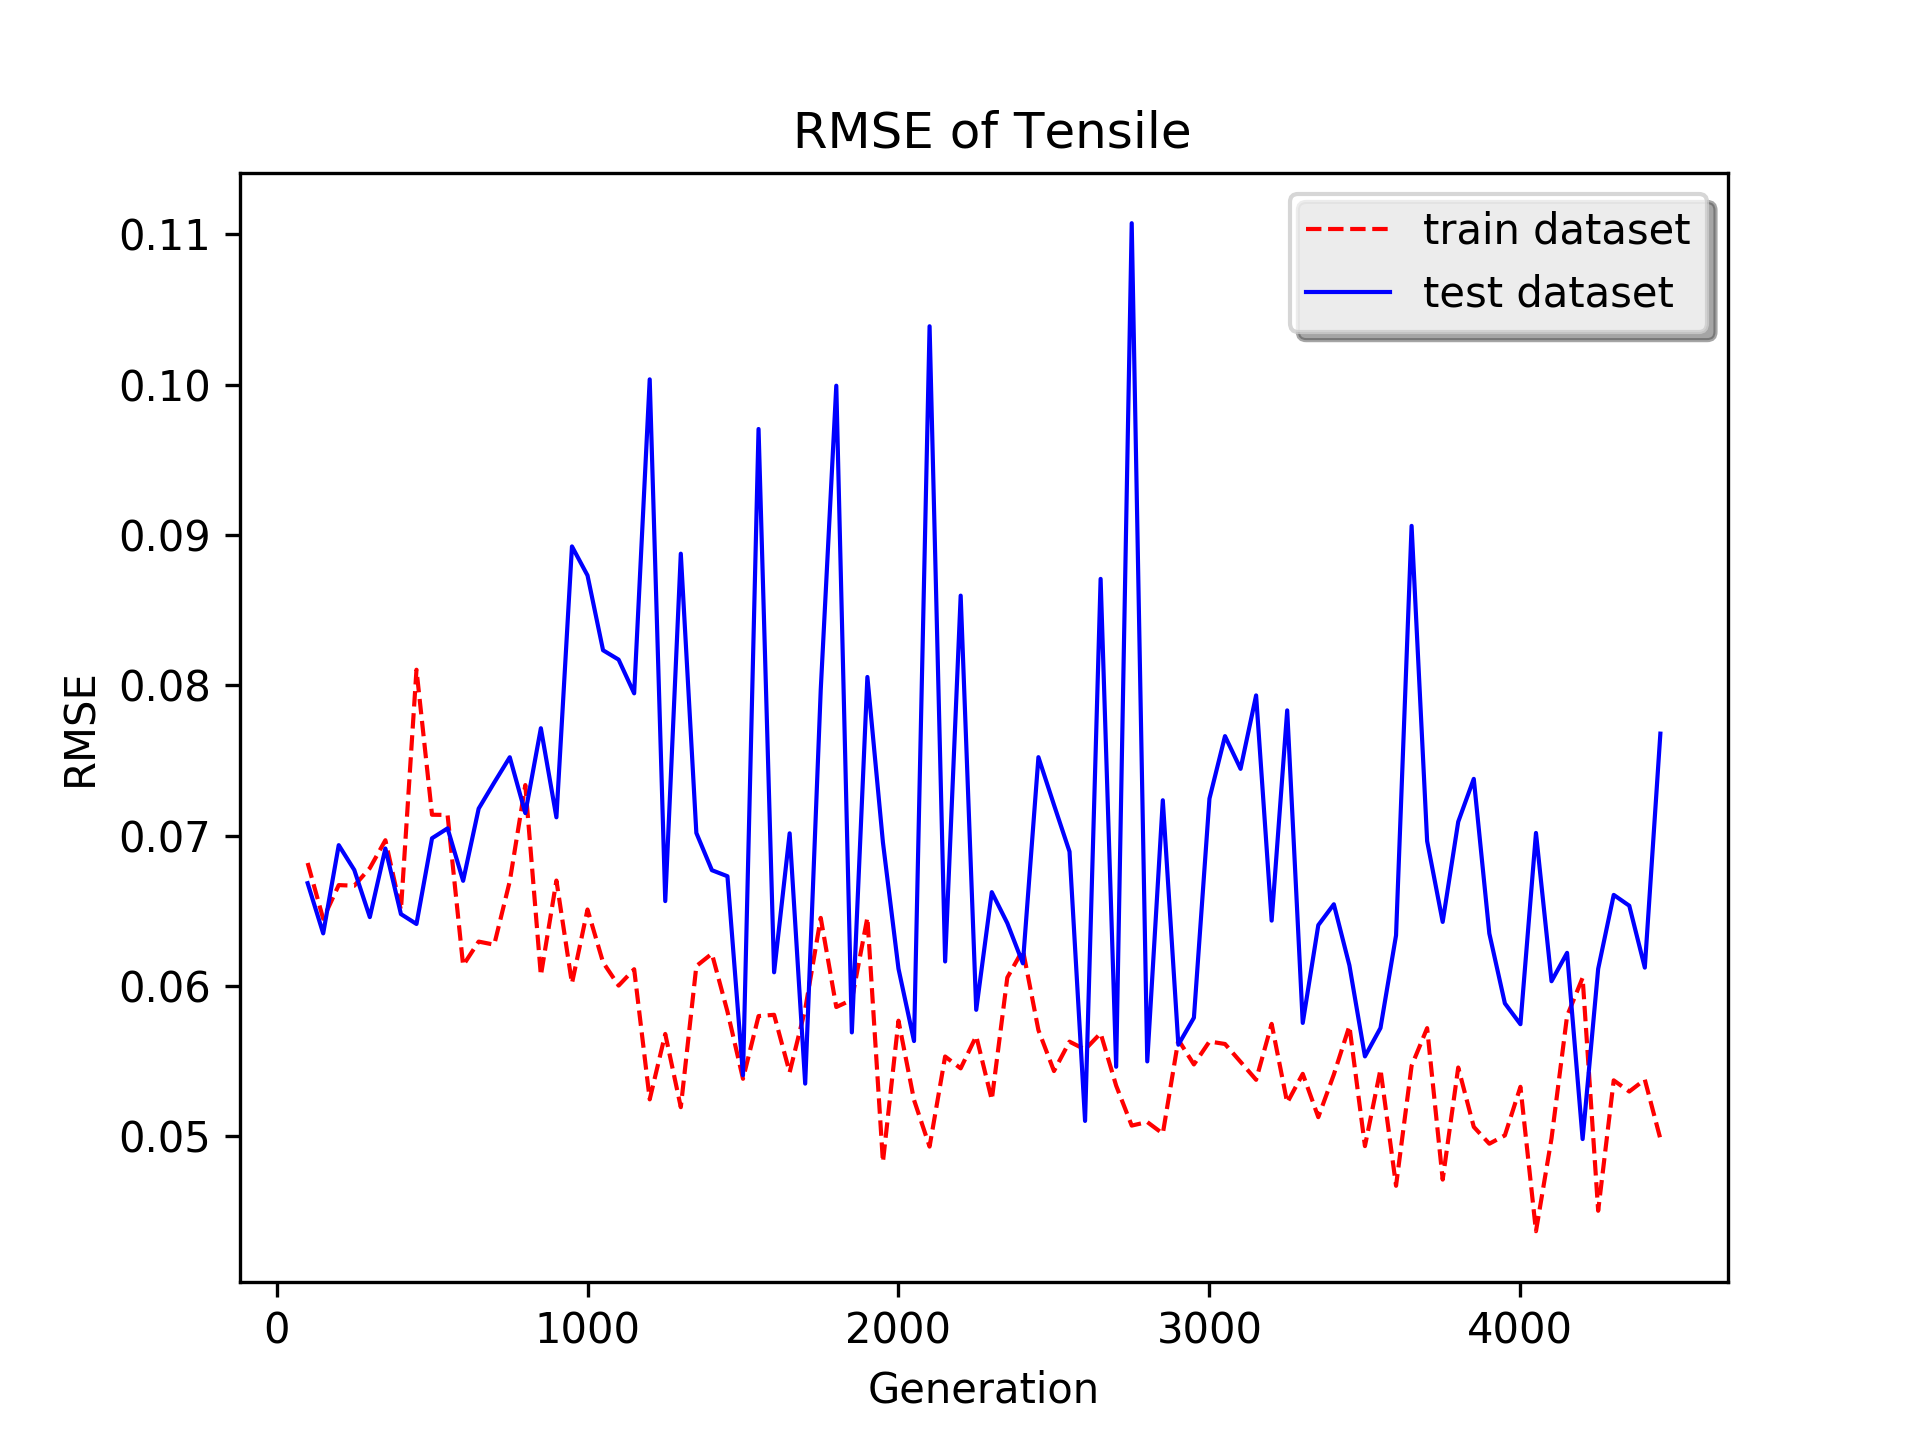 RMSE of Tensile
train dataset
test dataset
RMSE
0.11
0.10
0.09
0.08
0.07
0.06
0.05
0
1000
2000
3000
4000
Generation